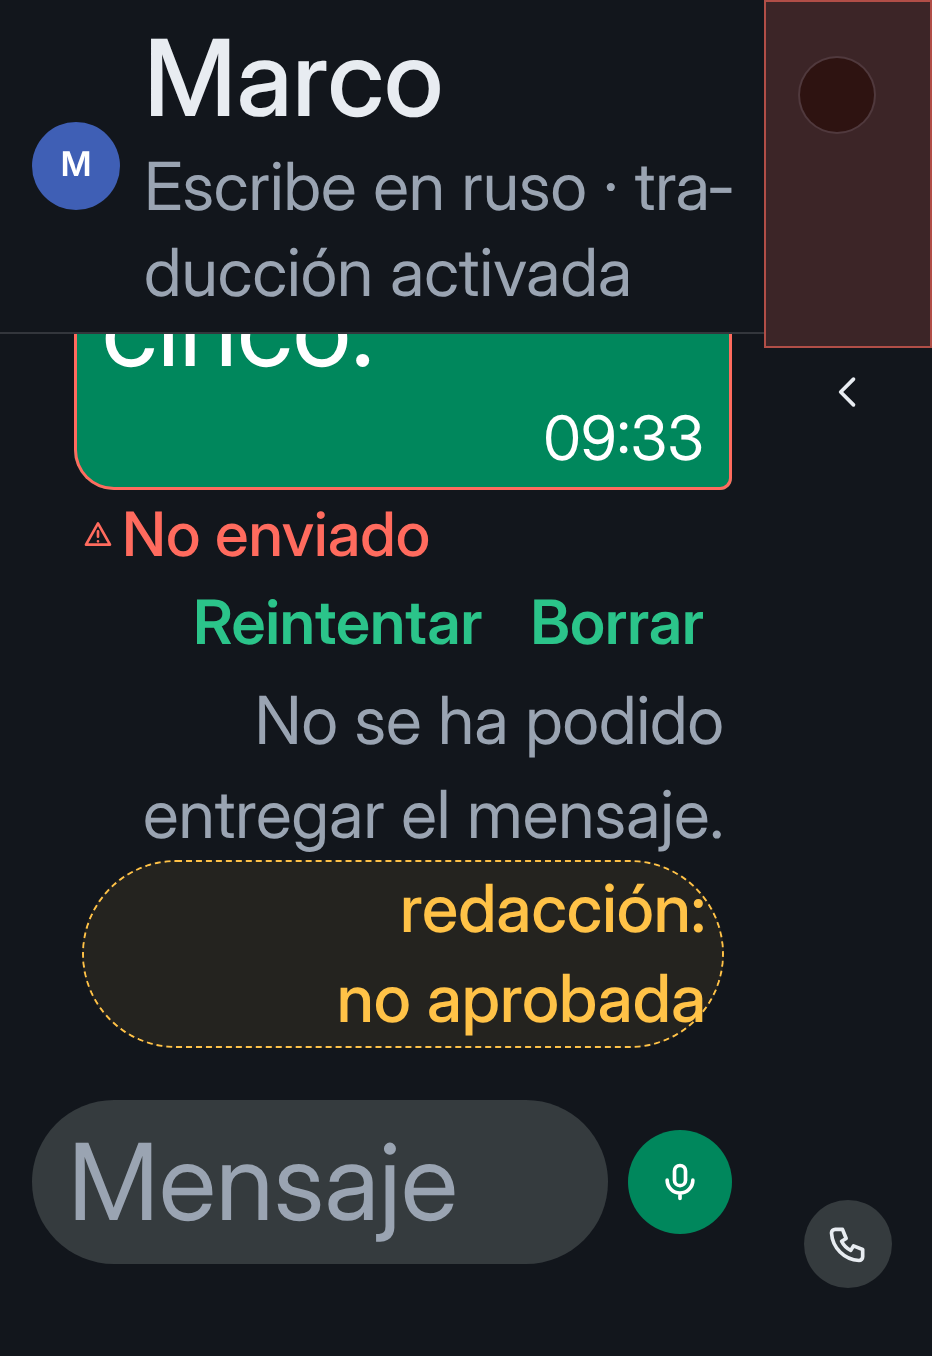 Marco
M
Escribe en ruso · tra-
ducción activada
cinco.
09:33
No enviado
Reintentar Borrar
No se ha podido
entregar el mensaje.
redacción:
no aprobada
Mensaje